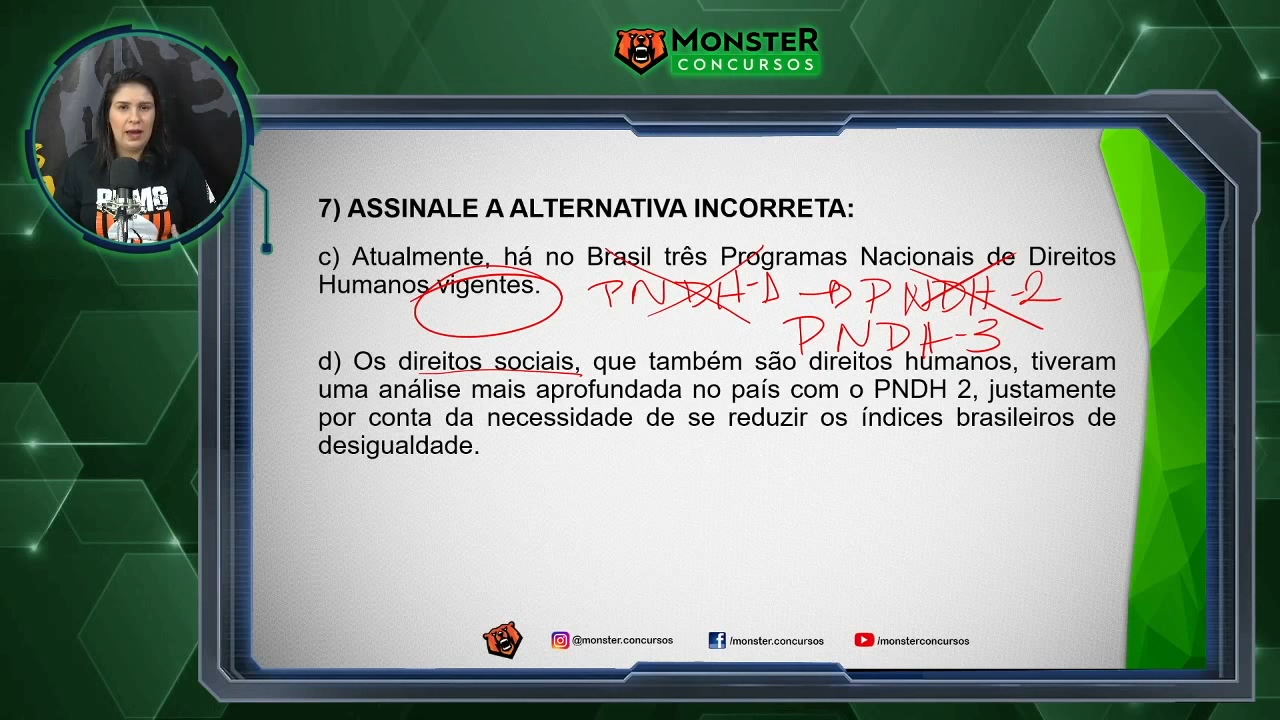 MONSTER
CONCURSOS
7) ASSINALE A ALTERNATIVA INCORRETA:
c) Atualmente, há no Brasil três Programas Nacionais de Direitos
Humanos vigentes.
PNDH-1 → PNDH-2
PNDH-3
d) Os direitos sociais, que também são direitos humanos, tiveram
uma análise mais aprofundada no país com o PNDH 2, justamente
por conta da necessidade de se reduzir os índices brasileiros de
desigualdade.
@monster.concursos
/monster.concursos
/monsterconcursos